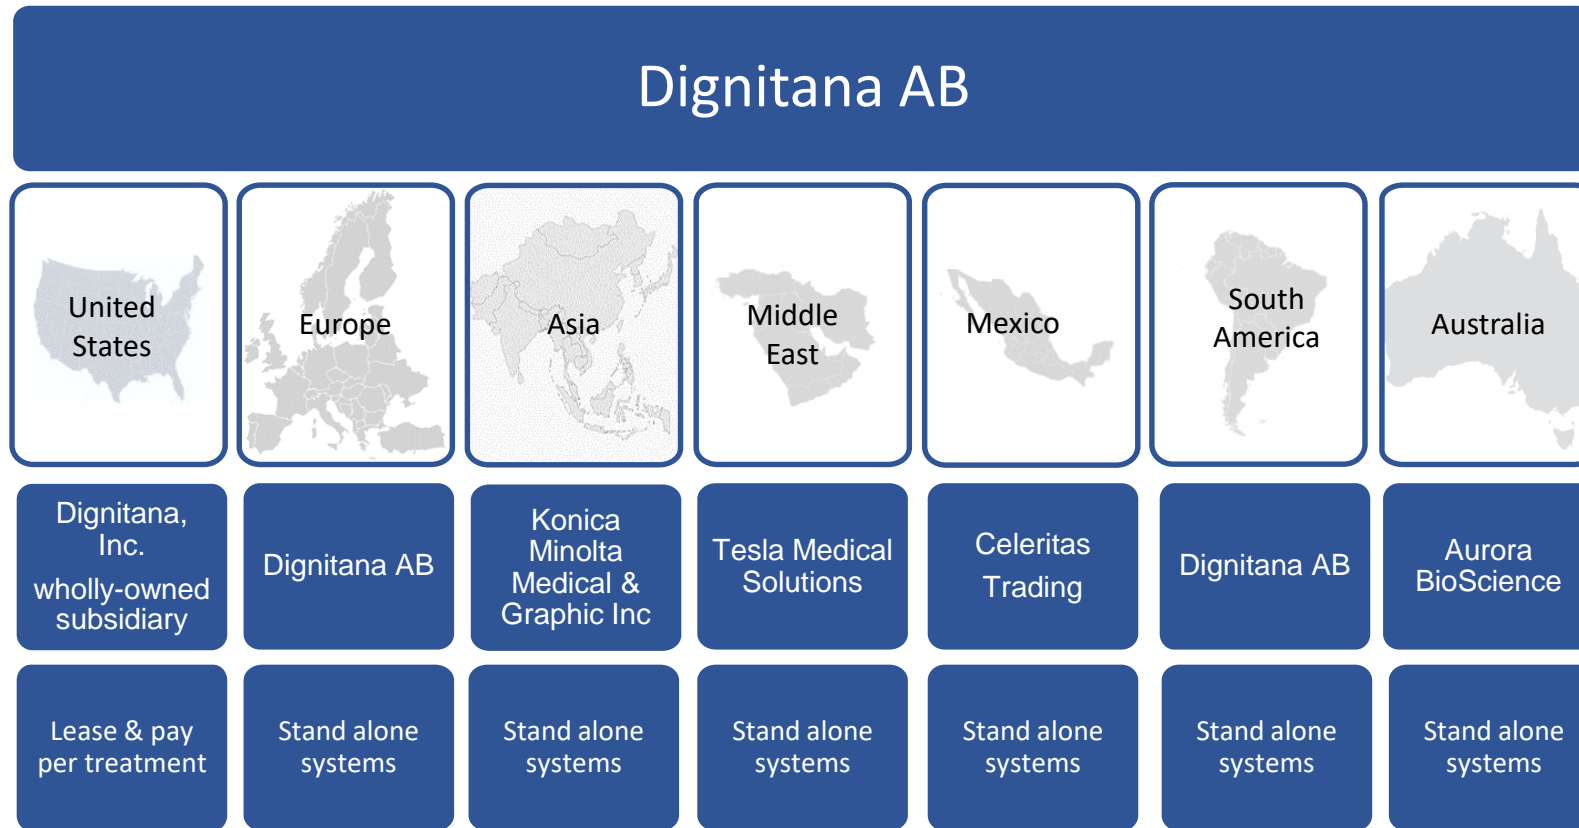 Dignitana AB
United
States
Europe
Asia
Middle
East
Mexico
South
America
Australia
Dignitana,
Inc.
wholly-owned
subsidiary
Dignitana AB
Konica
Minolta
Medical &
Graphic Inc
Tesla Medical
Solutions
Celeritas
Trading
Dignitana AB
Aurora
BioScience
Lease & pay
per treatment
Stand alone
systems
Stand alone
systems
Stand alone
systems
Stand alone
systems
Stand alone
systems
Stand alone
systems